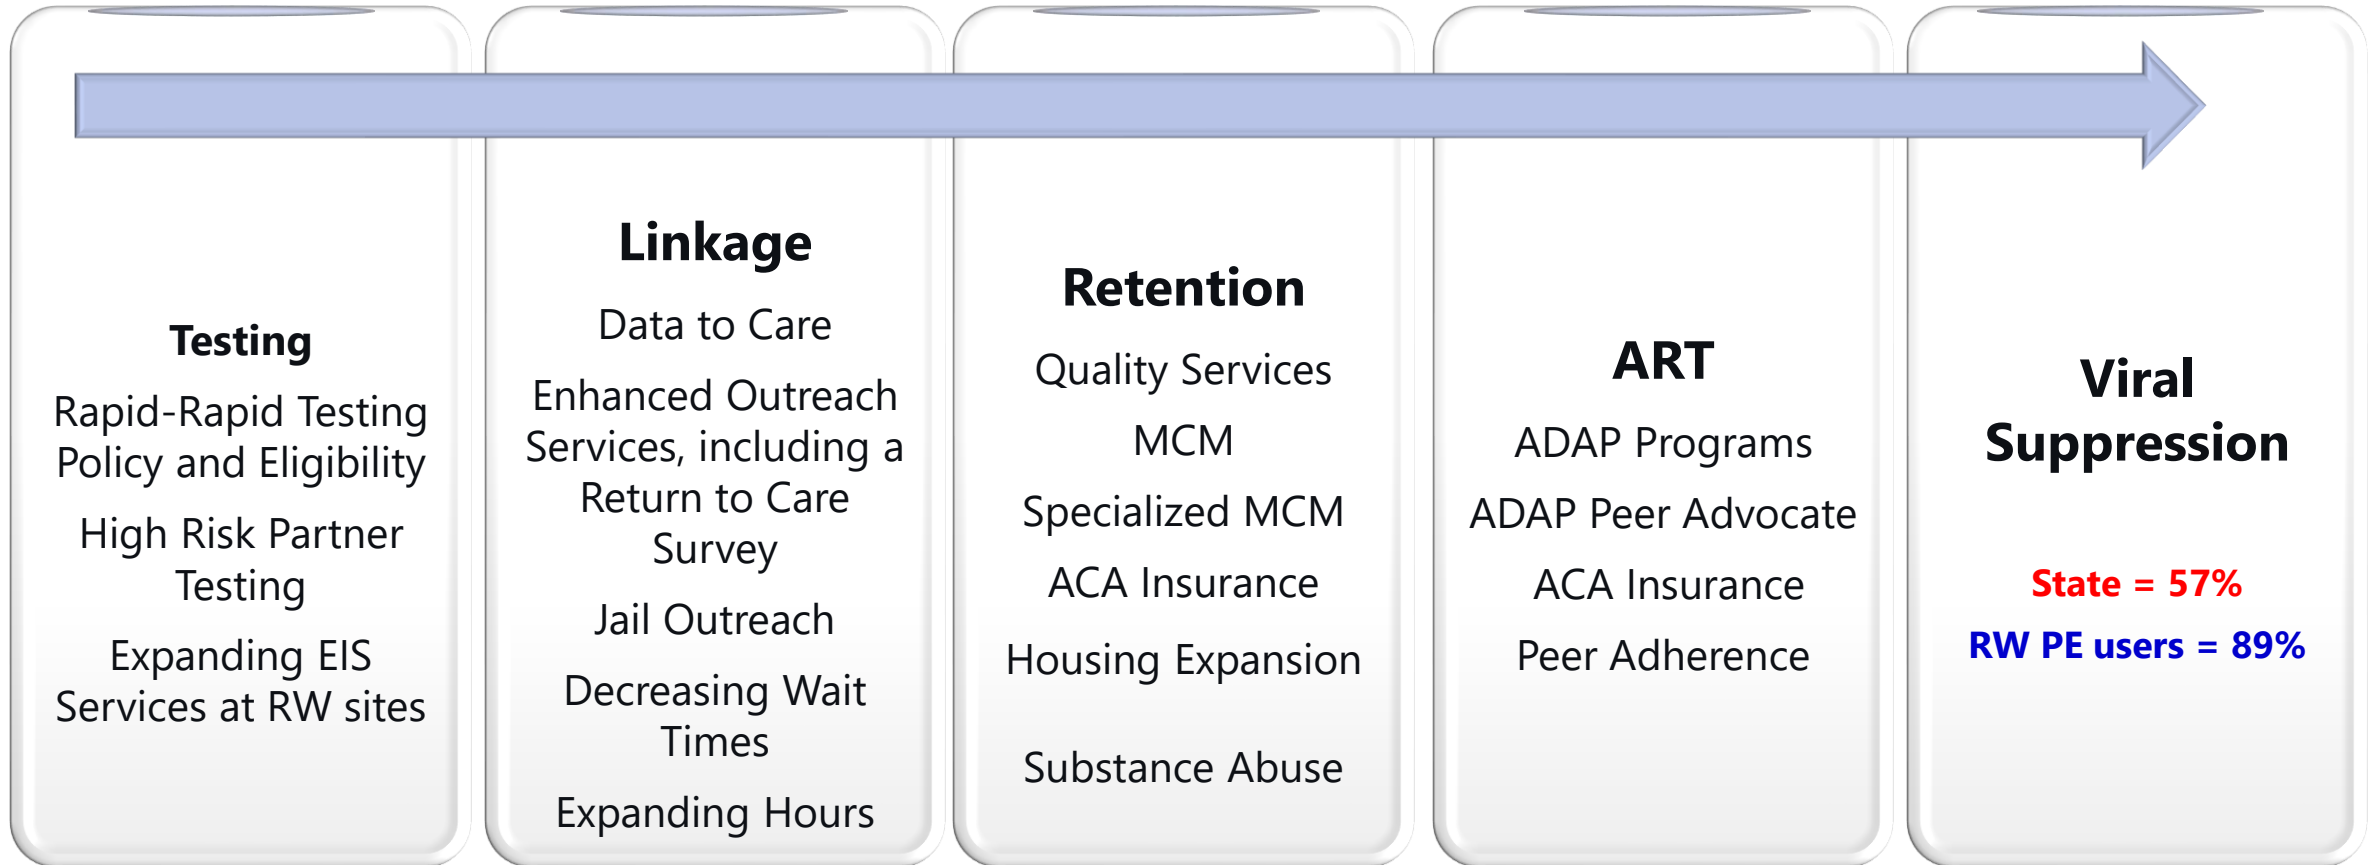 Testing
Rapid-Rapid Testing
Policy and Eligibility
High Risk Partner
Testing
Expanding EIS
Services at RW sites
Linkage
Data to Care
Enhanced Outreach
Services, including a
Return to Care
Survey
Jail Outreach
Decreasing Wait
Times
Expanding Hours
Retention
Quality Services
MCM
Specialized MCM
ACA Insurance
Housing Expansion
Substance Abuse
ART
ADAP Programs
ADAP Peer Advocate
ACA Insurance
Peer Adherence
Viral
Suppression
State = 57%
RW PE users = 89%